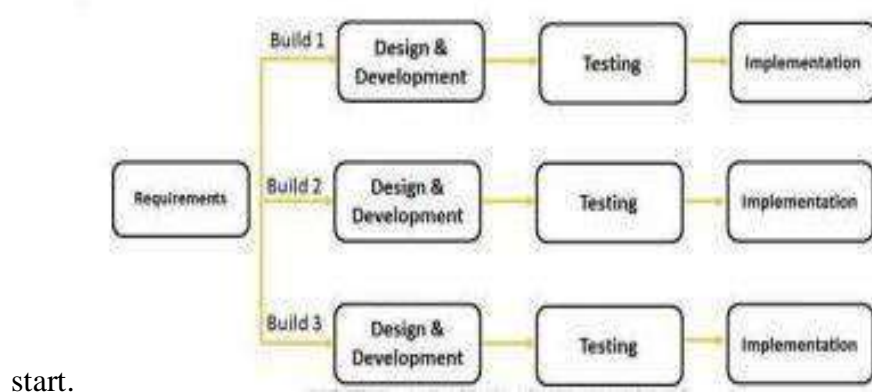 Build 1
Design &
Development
Testing
Implementation
Requirements
Build 2
Design &
Development
Testing
Implementation
Build 3
Design &
Development
Testing
Implementation
start.